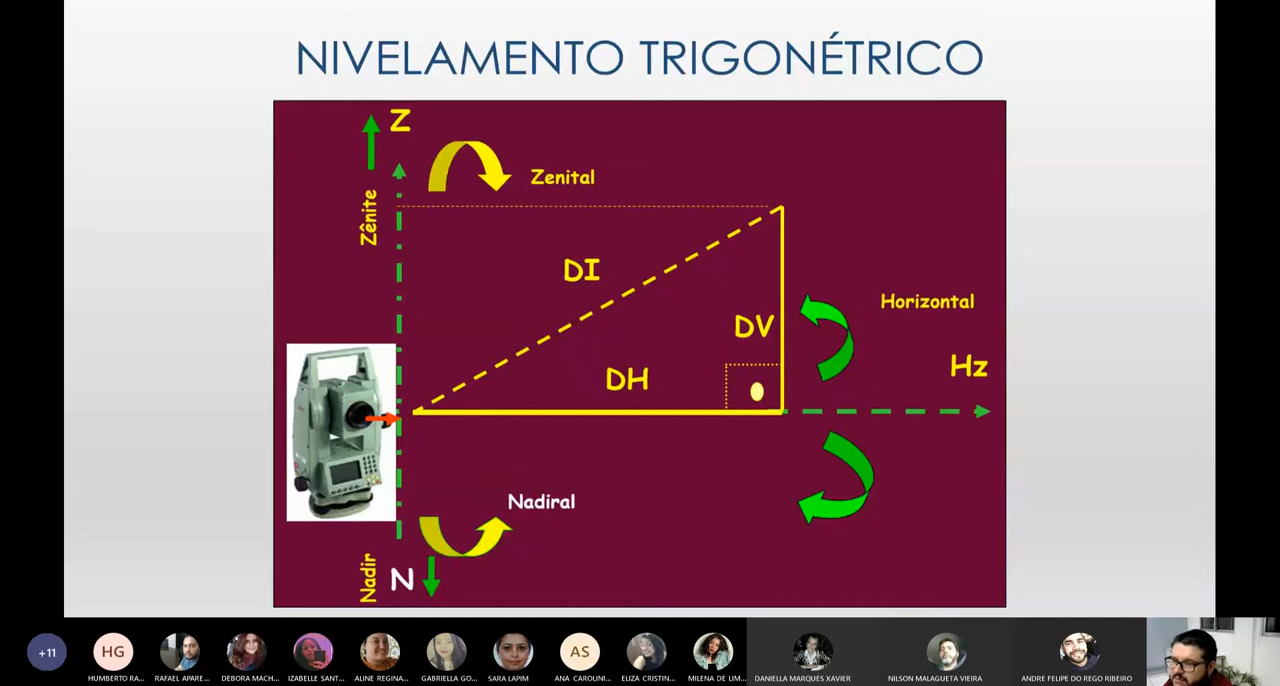 NIVELAMENTO TRIGONÉTRICO
Z
Zenital
Zênite
DI
Horizontal
DV
Hz
DH
Nadiral
Nadir
N
+11
HG
AS
HUMBERTO RA...
RAFAEL APARE...
DEBORA MACH...
IZABELLE SANT...
ALINE REGINA...
GABRIELLA GO...
SARA LAPIM
ANA CAROLINI...
ELIZA CRISTIN...
MILENA DE LIM...
DANIELLA MARQUES XAVIER
NILSON MALAGUETA VIEIRA
ANDRE FELIPE DO REGO RIBEIRO